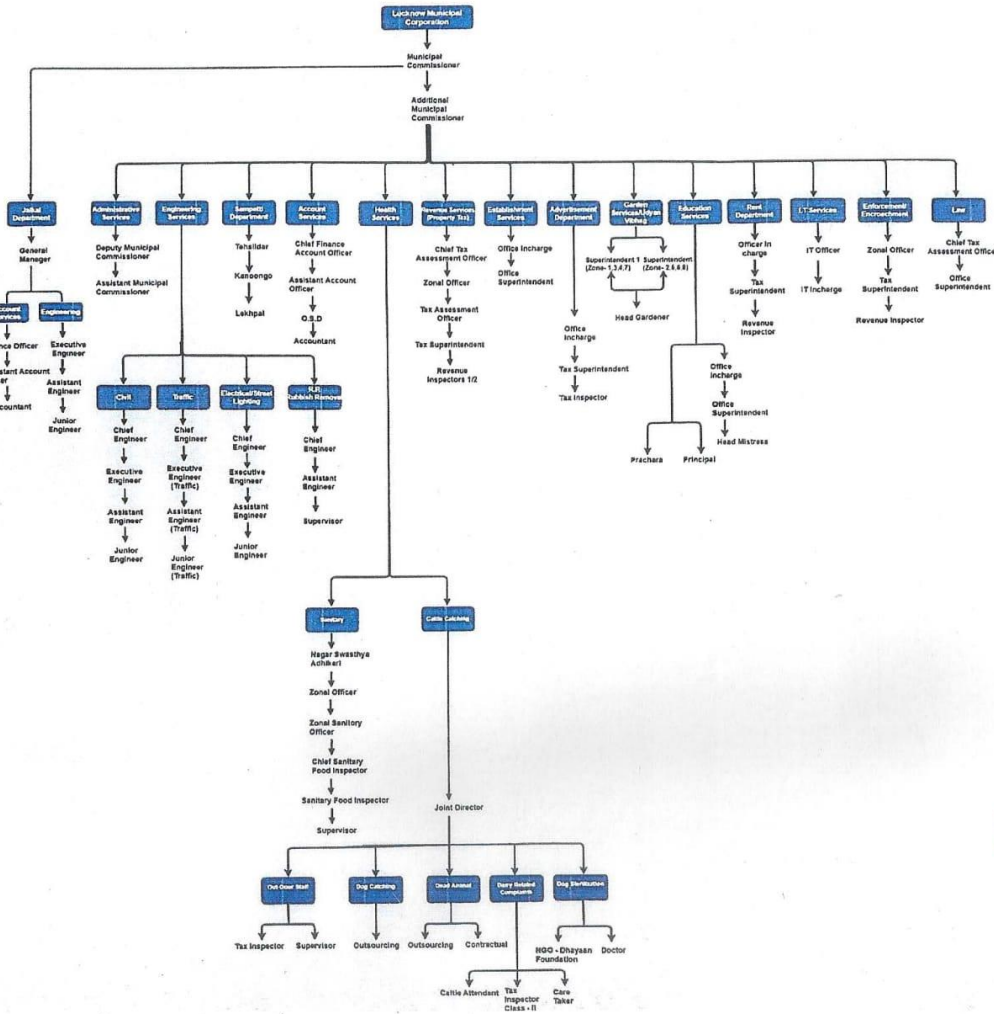 Lucknow Municipal
Corporation
Municipal
Commissioner
Additional
Municipal
Commissioner
Jalkal
Department
General
Manager
Services
Engineering
Executive
Engineer
Assistant
Engineer
Junior
Engineer
Administrative
Services
Deputy Municipal
Commissioner
Assistant Municipal
Commissioner
Engineering
Services
Civil
Chief
Engineer
Executive
Engineer
Assistant
Engineer
Junior
Engineer
Traffic
Chief
Engineer
Executive
Engineer
(Traffic)
Assistant
Engineer
(Traffic)
Junior
Engineer
(Traffic)
Electrical/Street
Lighting
Chief
Engineer
Executive
Engineer
Assistant
Engineer
Junior
Engineer
R.R
Rubbish Removal
Chief
Engineer
Assistant
Engineer
Supervisor
Sampatti
Department
Tehsildar
Kanoongo
Lekhpal
Account
Services
Chief Finance
Account Officer
Assistant Account
Officer
O.S.D
Accountant
Health
Services
Sanitary
Nagar Swasthya
Adhikari
Zonal Officer
Zonal Sanitory
Officer
Chief Sanitary
Food Inspector
Sanitary Food Inspector
Supervisor
Cattle Catching
Joint Director
Out Door Staff
Tax Inspector
Supervisor
Dog Catching
Outsourcing
Dead Animal
Outsourcing
Contractual
Dairy Related
Complaints
Cattle Attendant
Tax
Inspector
Class - II
Care
Taker
Dog Sterilisation
NGO - Dhayaan
Foundation
Doctor
Revenue Services
(Property Tax)
Chief Tax
Assessment Officer
Zonal Officer
Tax Assessment
Officer
Tax Superintendent
Revenue
Inspectors 1/2
Establishment
Services
Office Incharge
Office
Superintendent
Advertisement
Department
Office
Incharge
Tax Superintendent
Tax Inspector
Garden
Services/Udyan
Vibhag
Superintendent 1
(Zone- 1,3,4,7)
Superintendent
(Zone- 2,5,6,8)
Head Gardener
Education
Services
Prachara
Principal
Office
Incharge
Office
Superintendent
Head Mistress
Rent
Department
Officer In
charge
Tax
Superintendent
Revenue
Inspector
I.T Services
IT Officer
IT Incharge
Enforcement/
Encroachment
Zonal Officer
Tax
Superintendent
Revenue Inspector
Law
Chief Tax
Assessment
Office
Superintendent